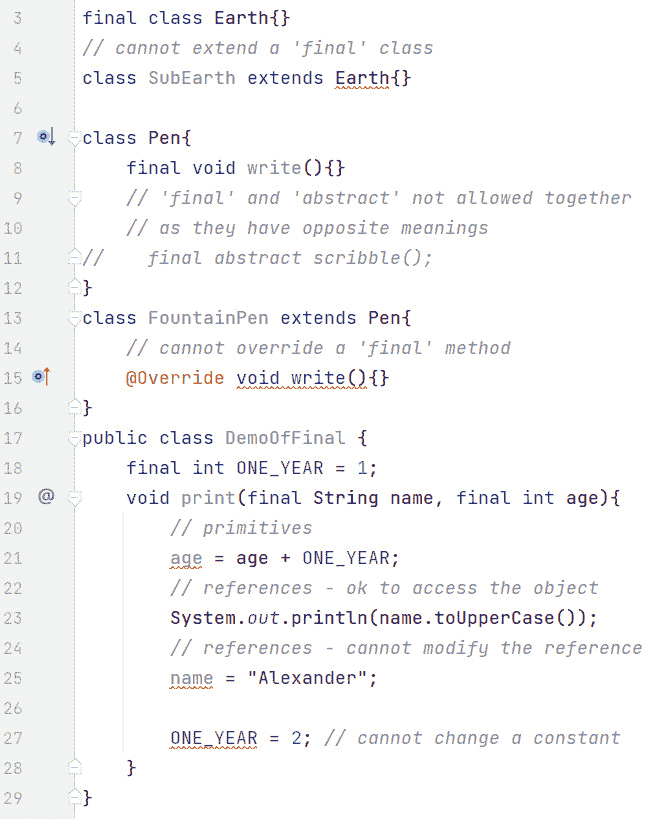 3 final class Earth{}
4 // cannot extend a 'final' class
5 class SubEarth extends Earth{}
6
7 class Pen{
8     final void write(){}
9     // 'final' and 'abstract' not allowed together
10     // as they have opposite meanings
11 //    final abstract scribble();
12 }
13 class FountainPen extends Pen{
14     // cannot override a 'final' method
15     @Override void write(){}
16 }
17 public class DemoOfFinal {
18     final int ONE_YEAR = 1;
19 @ void print(final String name, final int age){
20         // primitives
21         age = age + ONE_YEAR;
22         // references - ok to access the object
23         System.out.println(name.toUpperCase());
24         // references - cannot modify the reference
25         name = "Alexander";
26
27         ONE_YEAR = 2; // cannot change a constant
28     }
29 }